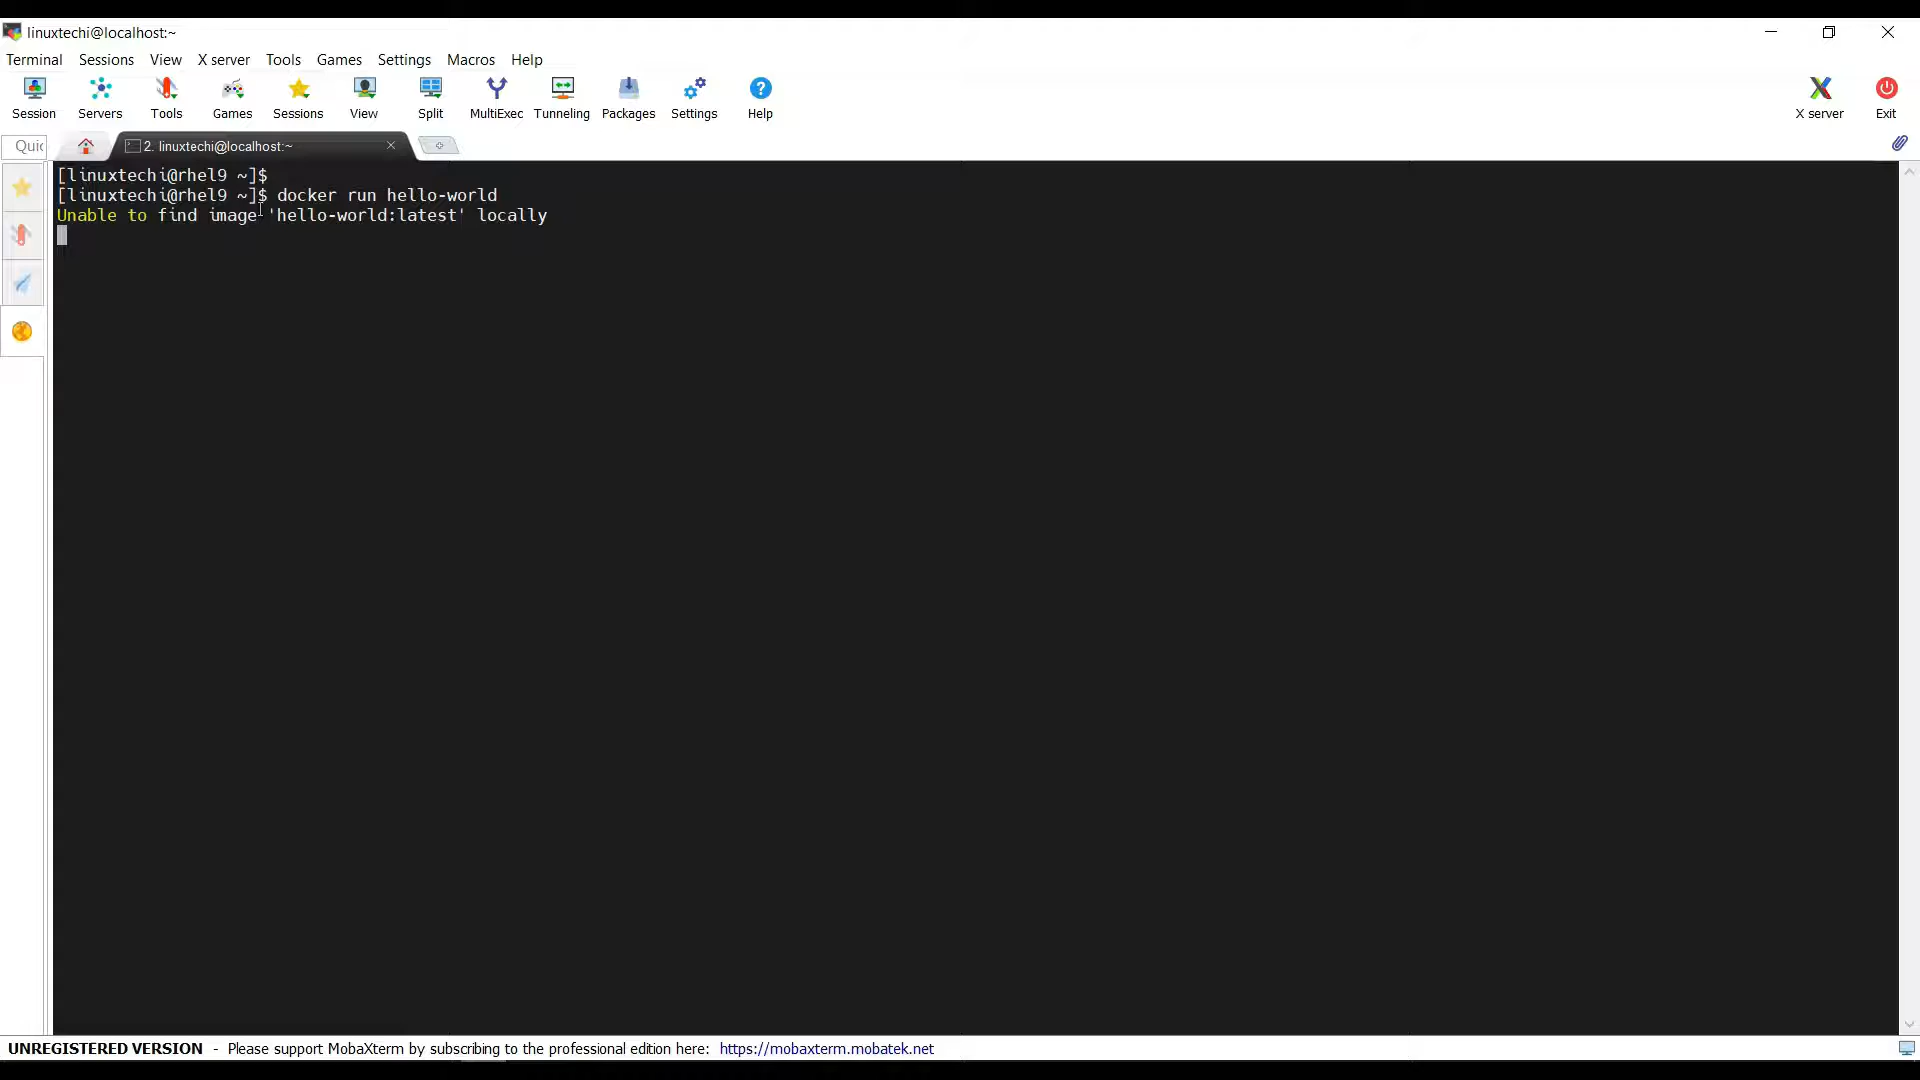 linuxtechi@localhost:~
Terminal Sessions View X server Tools Games Settings Macros Help
Session Servers Tools Games Sessions View Split MultiExec Tunneling Packages Settings Help X server Exit
Quic 2. linuxtechi@localhost:~
[linuxtechi@rhel9 ~]$
[linuxtechi@rhel9 ~]$ docker run hello-world
Unable to find image 'hello-world:latest' locally
UNREGISTERED VERSION - Please support MobaXterm by subscribing to the professional edition here: https://mobaxterm.mobatek.net